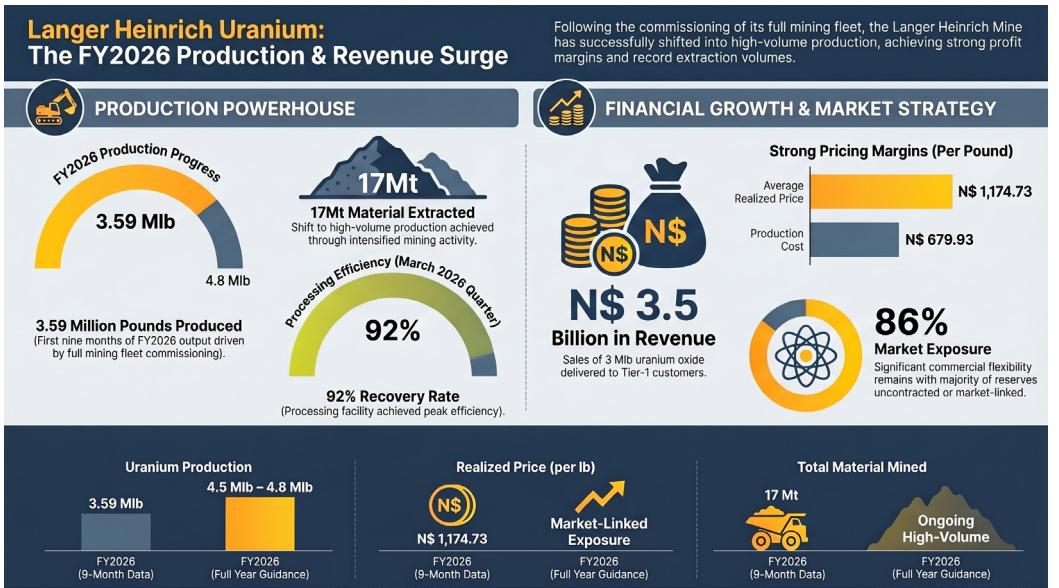 Langer Heinrich Uranium:
The FY2026 Production & Revenue Surge
Following the commissioning of its full mining fleet, the Langer Heinrich Mine
has successfully shifted into high-volume production, achieving strong profit
margins and record extraction volumes.
PRODUCTION POWERHOUSE
FY2026 Production Progress
3.59 Mlb
4.8 Mlb
3.59 Million Pounds Produced
(First nine months of FY2026 output driven
by full mining fleet commissioning).
17Mt
17Mt Material Extracted
Shift to high-volume production achieved
through intensified mining activity.
Processing Efficiency (March 2026 Quarter)
92%
92% Recovery Rate
(Processing facility achieved peak efficiency).
FINANCIAL GROWTH & MARKET STRATEGY
N$
N$
N$ 3.5
Billion in Revenue
Sales of 3 Mlb uranium oxide
delivered to Tier-1 customers.
Strong Pricing Margins (Per Pound)
Average
Realized Price
N$ 1,174.73
Production
Cost
N$ 679.93
86%
Market Exposure
Significant commercial flexibility
remains with majority of reserves
uncontracted or market-linked.
Uranium Production
3.59 Mlb
FY2026
(9-Month Data)
4.5 Mlb – 4.8 Mlb
FY2026
(Full Year Guidance)
Realized Price (per lb)
N$
N$ 1,174.73
FY2026
(9-Month Data)
Market-Linked
Exposure
FY2026
(Full Year Guidance)
Total Material Mined
17 Mt
FY2026
(9-Month Data)
Ongoing
High-Volume
FY2026
(Full Year Guidance)